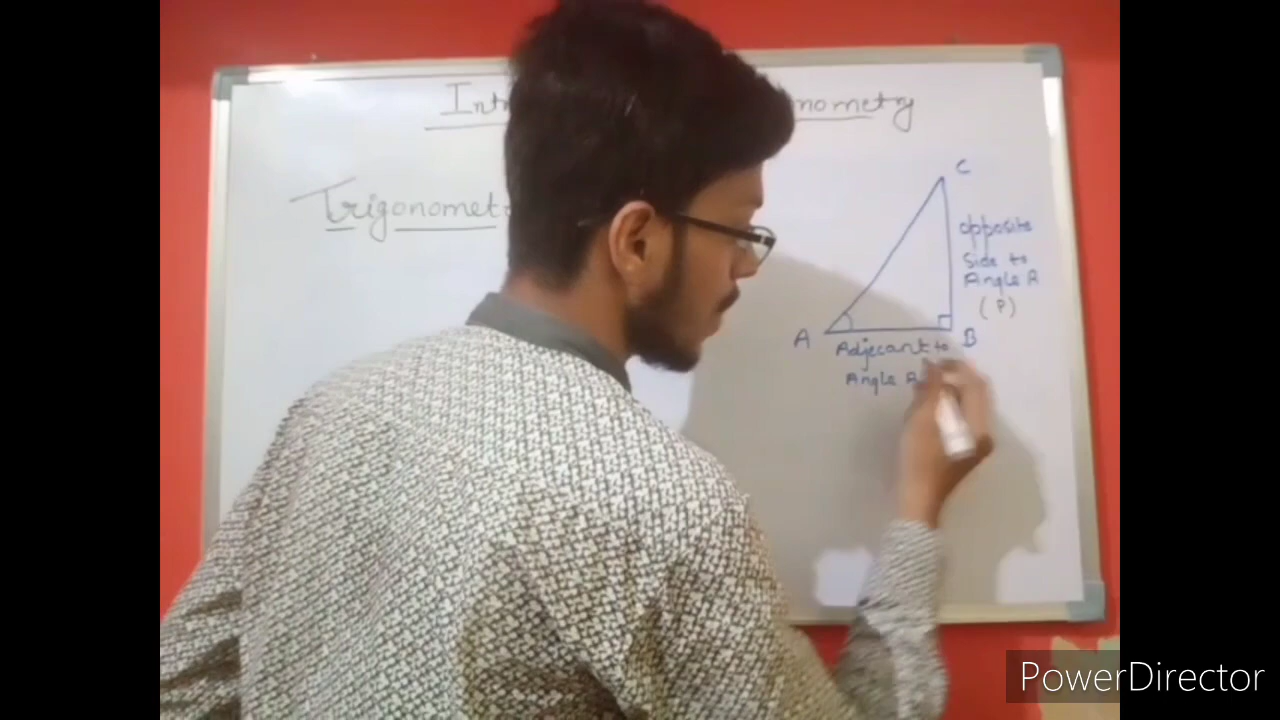 Int nometry
Trigonomet
C
opposite
Side to
Angle A
(P)
A
B
Adjecant to
Angle A
PowerDirector